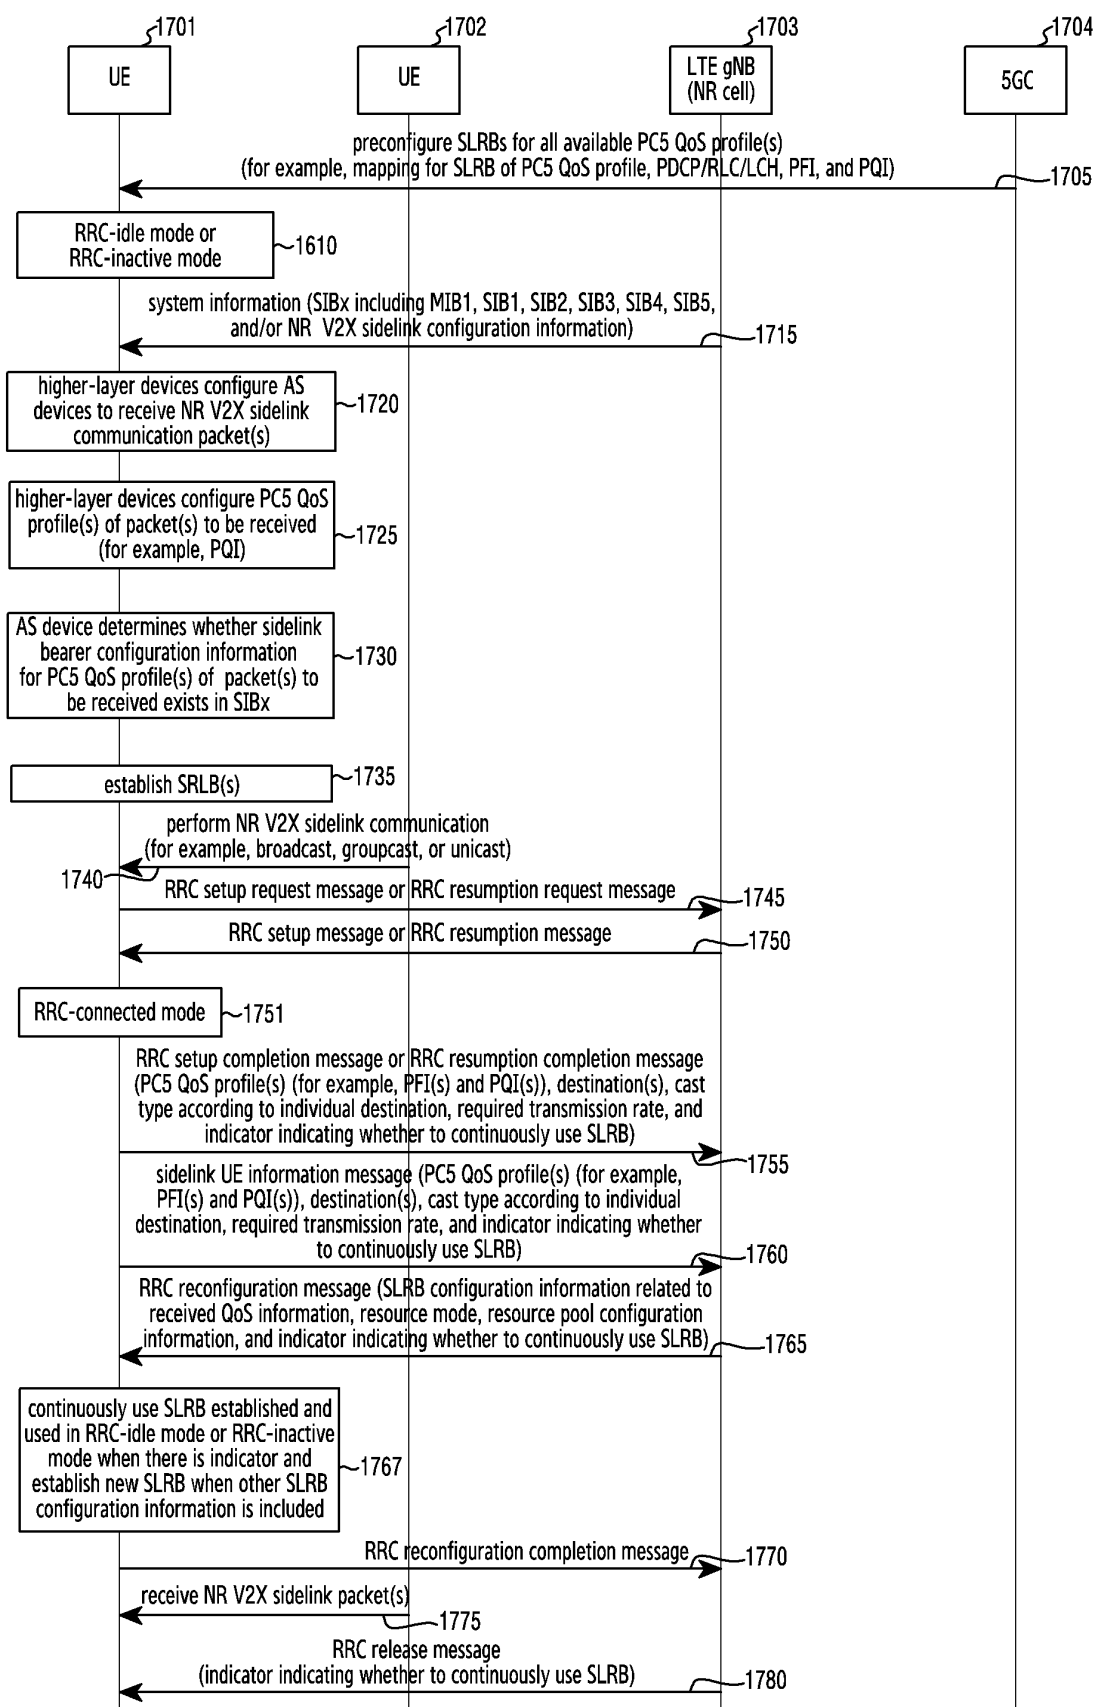 1701
1702
1703
1704
UE
UE
LTE gNB
(NR cell)
5GC
preconfigure SLRBs for all available PC5 QoS profile(s)
(for example, mapping for SLRB of PC5 QoS profile, PDCP/RLC/LCH, PFI, and PQI)
1705
RRC-idle mode or
RRC-inactive mode
1610
system information (SIBx including MIB1, SIB1, SIB2, SIB3, SIB4, SIB5,
and/or NR V2X sidelink configuration information)
1715
higher-layer devices configure AS
devices to receive NR V2X sidelink
communication packet(s)
1720
higher-layer devices configure PC5 QoS
profile(s) of packet(s) to be received
(for example, PQI)
1725
AS device determines whether sidelink
bearer configuration information
for PC5 QoS profile(s) of packet(s) to
be received exists in SIBx
1730
establish SRLB(s)
1735
perform NR V2X sidelink communication
(for example, broadcast, groupcast, or unicast)
1740
RRC setup request message or RRC resumption request message
1745
RRC setup message or RRC resumption message
1750
RRC-connected mode
1751
RRC setup completion message or RRC resumption completion message
(PC5 QoS profile(s) (for example, PFI(s) and PQI(s)), destination(s), cast
type according to individual destination, required transmission rate, and
indicator indicating whether to continuously use SLRB)
1755
sidelink UE information message (PC5 QoS profile(s) (for example,
PFI(s) and PQI(s)), destination(s), cast type according to individual
destination, required transmission rate, and indicator indicating whether
to continuously use SLRB)
1760
RRC reconfiguration message (SLRB configuration information related to
received QoS information, resource mode, resource pool configuration
information, and indicator indicating whether to continuously use SLRB)
1765
continuously use SLRB established and
used in RRC-idle mode or RRC-inactive
mode when there is indicator and
establish new SLRB when other SLRB
configuration information is included
1767
RRC reconfiguration completion message
1770
receive NR V2X sidelink packet(s)
1775
RRC release message
(indicator indicating whether to continuously use SLRB)
1780